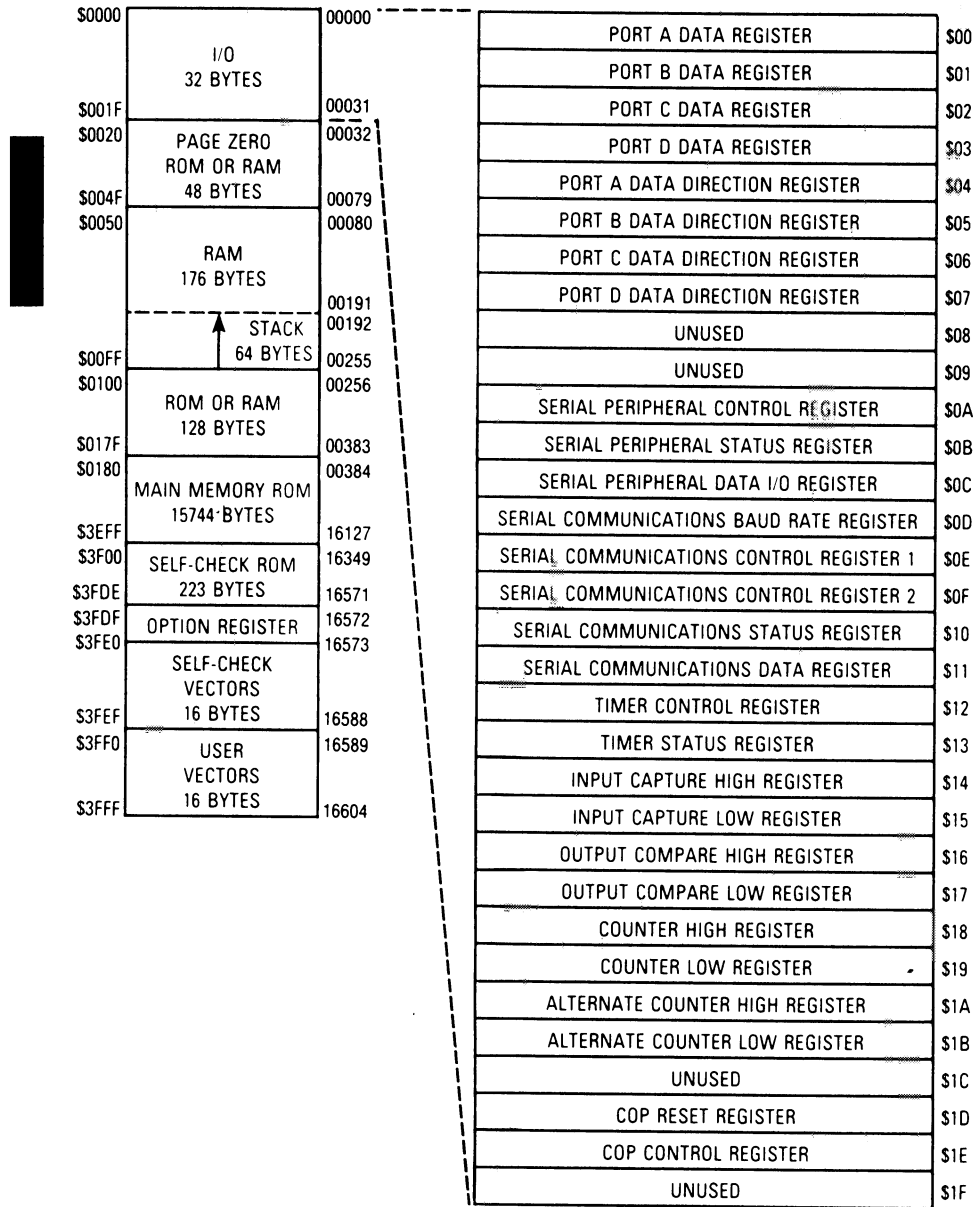 $0000
00000
I/O
32 BYTES
$001F
00031
$0020
00032
PAGE ZERO
ROM OR RAM
48 BYTES
$004F
00079
$0050
00080
RAM
176 BYTES
00191
00192
STACK
64 BYTES
$00FF
00255
$0100
00256
ROM OR RAM
128 BYTES
$017F
00383
$0180
00384
MAIN MEMORY ROM
15744 BYTES
$3EFF
16127
$3F00
16349
SELF-CHECK ROM
223 BYTES
$3FDE
16571
$3FDF
OPTION REGISTER
16572
$3FE0
16573
SELF-CHECK
VECTORS
16 BYTES
$3FEF
16588
$3FF0
16589
USER
VECTORS
16 BYTES
$3FFF
16604
PORT A DATA REGISTER $00
PORT B DATA REGISTER $01
PORT C DATA REGISTER $02
PORT D DATA REGISTER $03
PORT A DATA DIRECTION REGISTER $04
PORT B DATA DIRECTION REGISTER $05
PORT C DATA DIRECTION REGISTER $06
PORT D DATA DIRECTION REGISTER $07
UNUSED $08
UNUSED $09
SERIAL PERIPHERAL CONTROL REGISTER $0A
SERIAL PERIPHERAL STATUS REGISTER $0B
SERIAL PERIPHERAL DATA I/O REGISTER $0C
SERIAL COMMUNICATIONS BAUD RATE REGISTER $0D
SERIAL COMMUNICATIONS CONTROL REGISTER 1 $0E
SERIAL COMMUNICATIONS CONTROL REGISTER 2 $0F
SERIAL COMMUNICATIONS STATUS REGISTER $10
SERIAL COMMUNICATIONS DATA REGISTER $11
TIMER CONTROL REGISTER $12
TIMER STATUS REGISTER $13
INPUT CAPTURE HIGH REGISTER $14
INPUT CAPTURE LOW REGISTER $15
OUTPUT COMPARE HIGH REGISTER $16
OUTPUT COMPARE LOW REGISTER $17
COUNTER HIGH REGISTER $18
COUNTER LOW REGISTER $19
ALTERNATE COUNTER HIGH REGISTER $1A
ALTERNATE COUNTER LOW REGISTER $1B
UNUSED $1C
COP RESET REGISTER $1D
COP CONTROL REGISTER $1E
UNUSED $1F